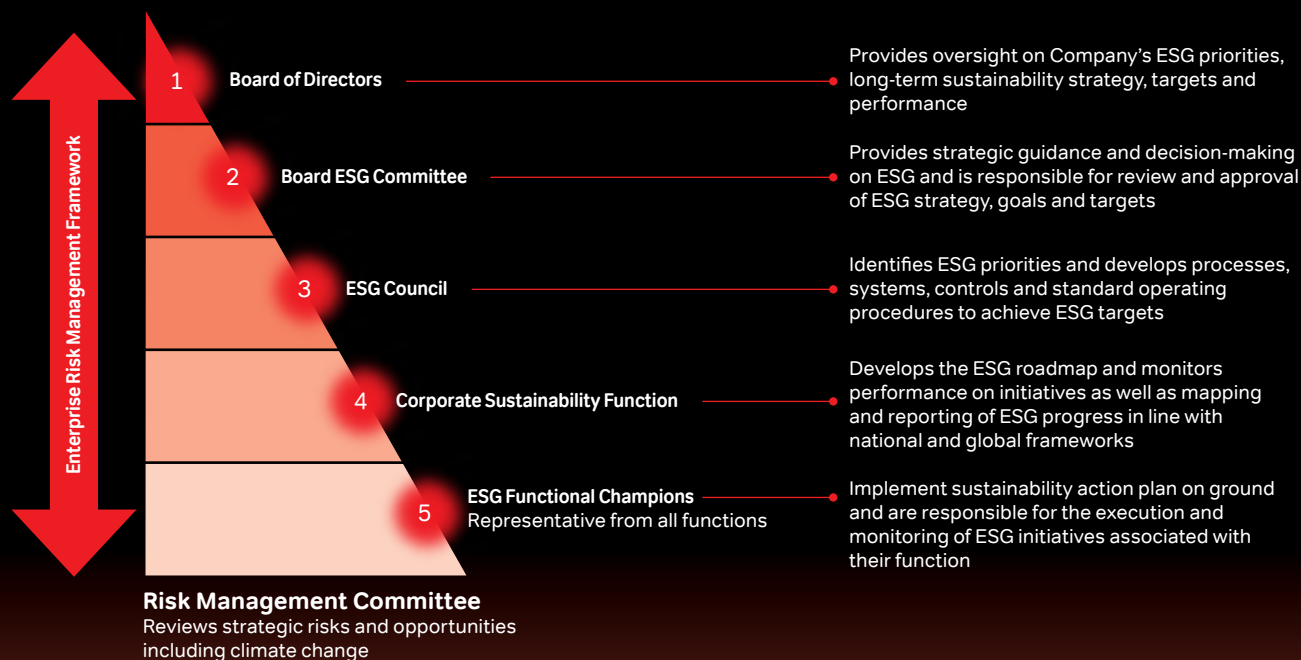 Enterprise Risk Management Framework
1
Board of Directors
Provides oversight on Company’s ESG priorities,
long-term sustainability strategy, targets and
performance
2
Board ESG Committee
Provides strategic guidance and decision-making
on ESG and is responsible for review and approval
of ESG strategy, goals and targets
3
ESG Council
Identifies ESG priorities and develops processes,
systems, controls and standard operating
procedures to achieve ESG targets
4
Corporate Sustainability Function
Develops the ESG roadmap and monitors
performance on initiatives as well as mapping
and reporting of ESG progress in line with
national and global frameworks
5
ESG Functional Champions
Representative from all functions
Implement sustainability action plan on ground
and are responsible for the execution and
monitoring of ESG initiatives associated with
their function
Risk Management Committee
Reviews strategic risks and opportunities
including climate change